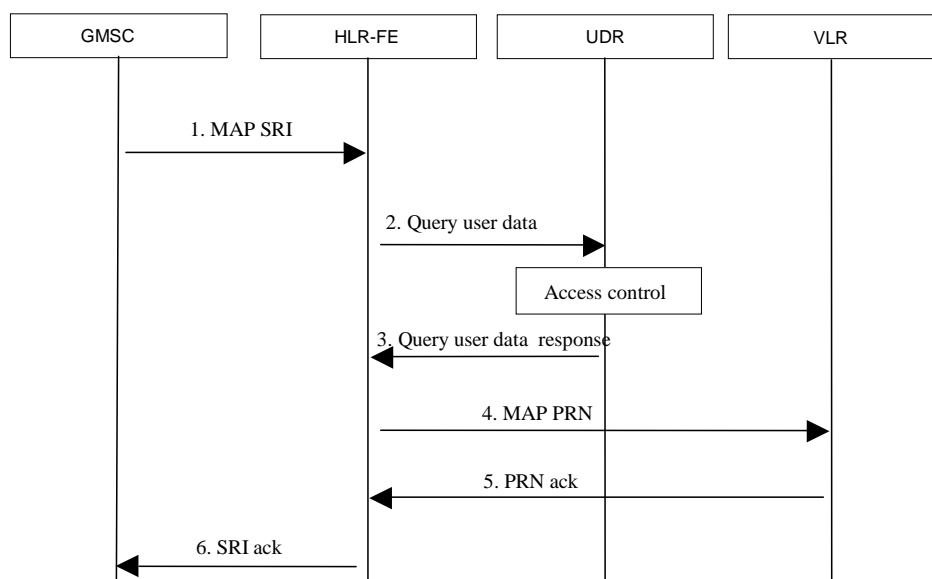 GMSC
HLR-FE
UDR
VLR
1. MAP SRI
2. Query user data
Access control
3. Query user data response
4. MAP PRN
5. PRN ack
6. SRI ack